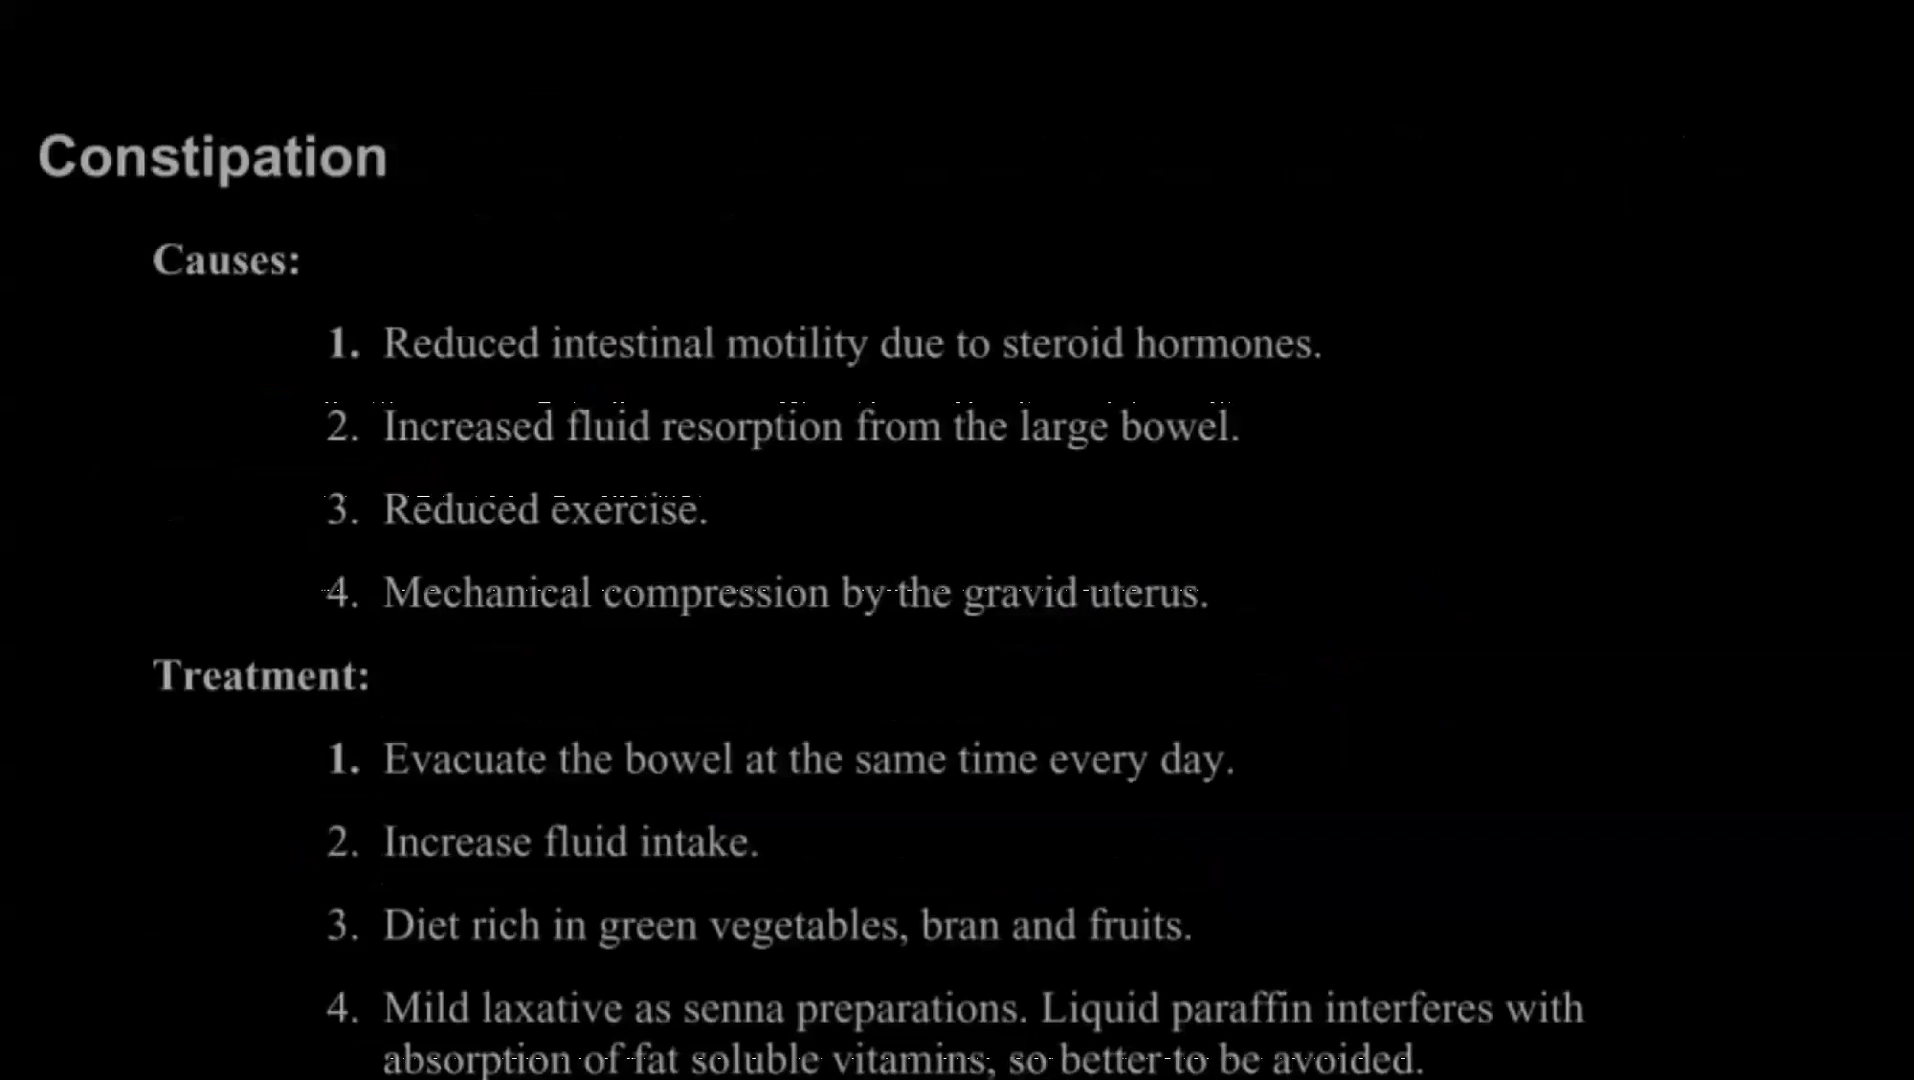 Constipation
Causes:
1. Reduced intestinal motility due to steroid hormones.
2. Increased fluid resorption from the large bowel.
3. Reduced exercise.
4. Mechanical compression by the gravid uterus.
Treatment:
1. Evacuate the bowel at the same time every day.
2. Increase fluid intake.
3. Diet rich in green vegetables, bran and fruits.
4. Mild laxative as senna preparations. Liquid paraffin interferes with
absorption of fat soluble vitamins, so better to be avoided.